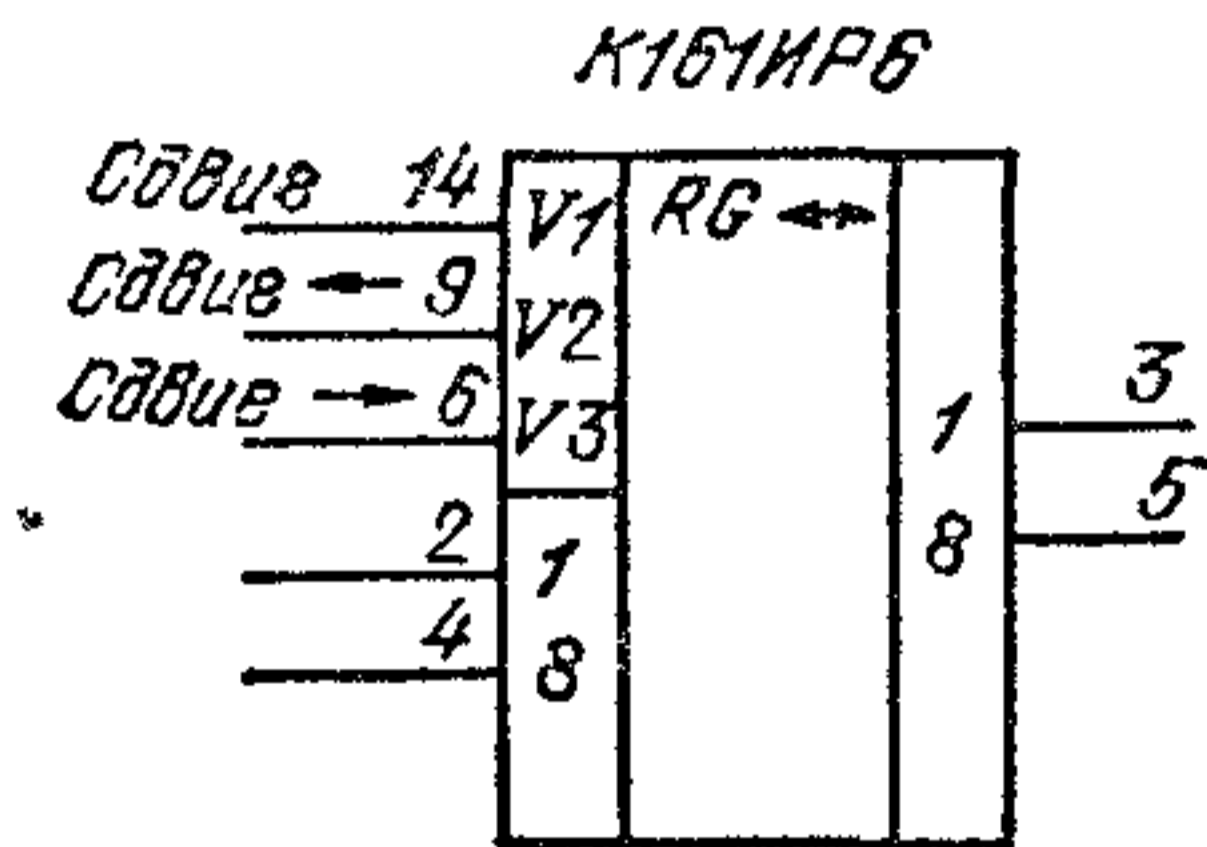 К161ИР6
Сдвиг 14 V1 RG ↔
Сдвиг ← 9 V2
Сдвиг → 6 V3
1 3
2 1
8 5
4 8